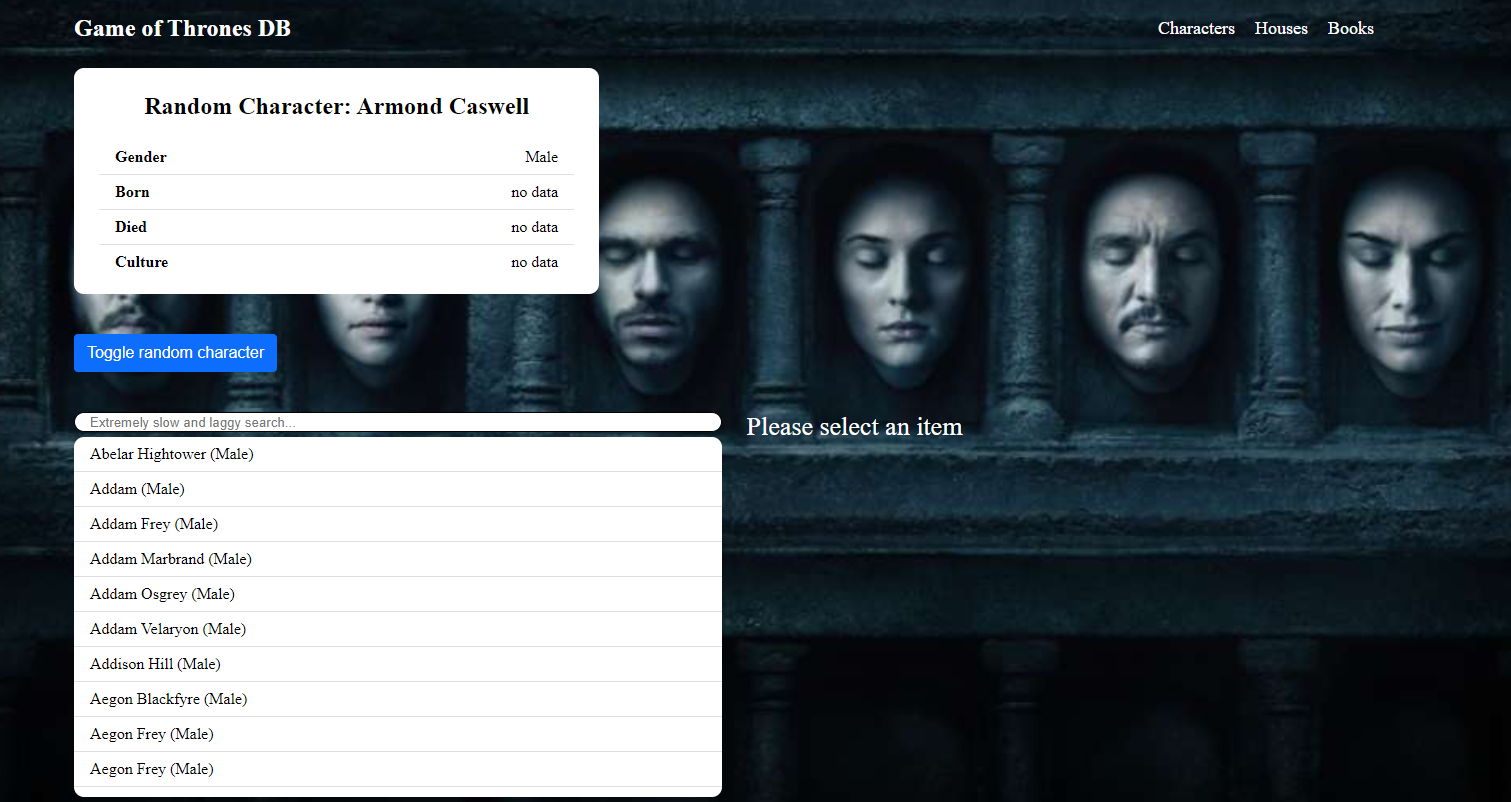 Game of Thrones DB
Characters Houses Books
Random Character: Armond Caswell
Gender Male
Born no data
Died no data
Culture no data
Toggle random character
Extremely slow and laggy search...
Please select an item
Abelar Hightower (Male)
Addam (Male)
Addam Frey (Male)
Addam Marbrand (Male)
Addam Osgrey (Male)
Addam Velaryon (Male)
Addison Hill (Male)
Aegon Blackfyre (Male)
Aegon Frey (Male)
Aegon Frey (Male)